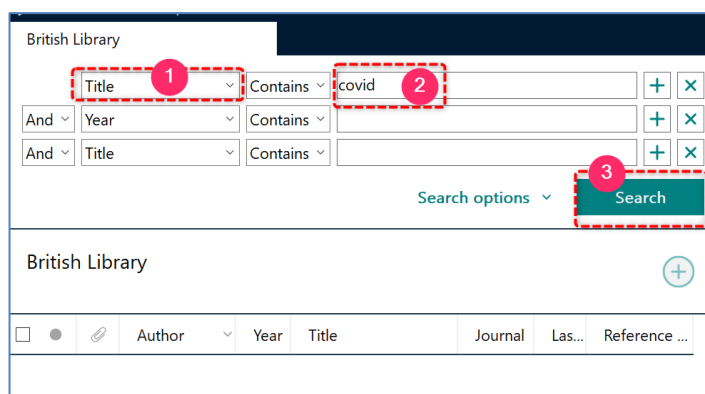 British Library
Title Contains covid
1
2
And Year Contains
And Title Contains
3
Search options Search
British Library
Author Year Title Journal Las... Reference ...